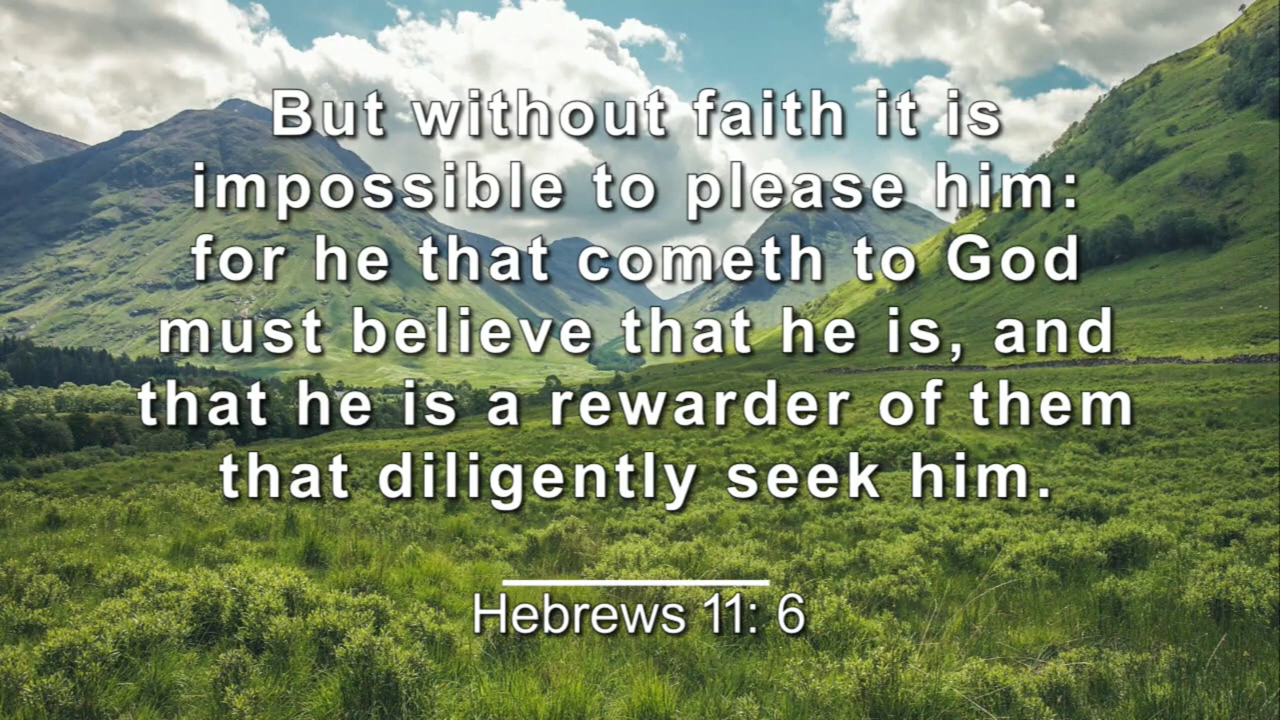 But without faith it is
impossible to please him:
for he that cometh to God
must believe that he is, and
that he is a rewarder of them
that diligently seek him.
Hebrews 11: 6